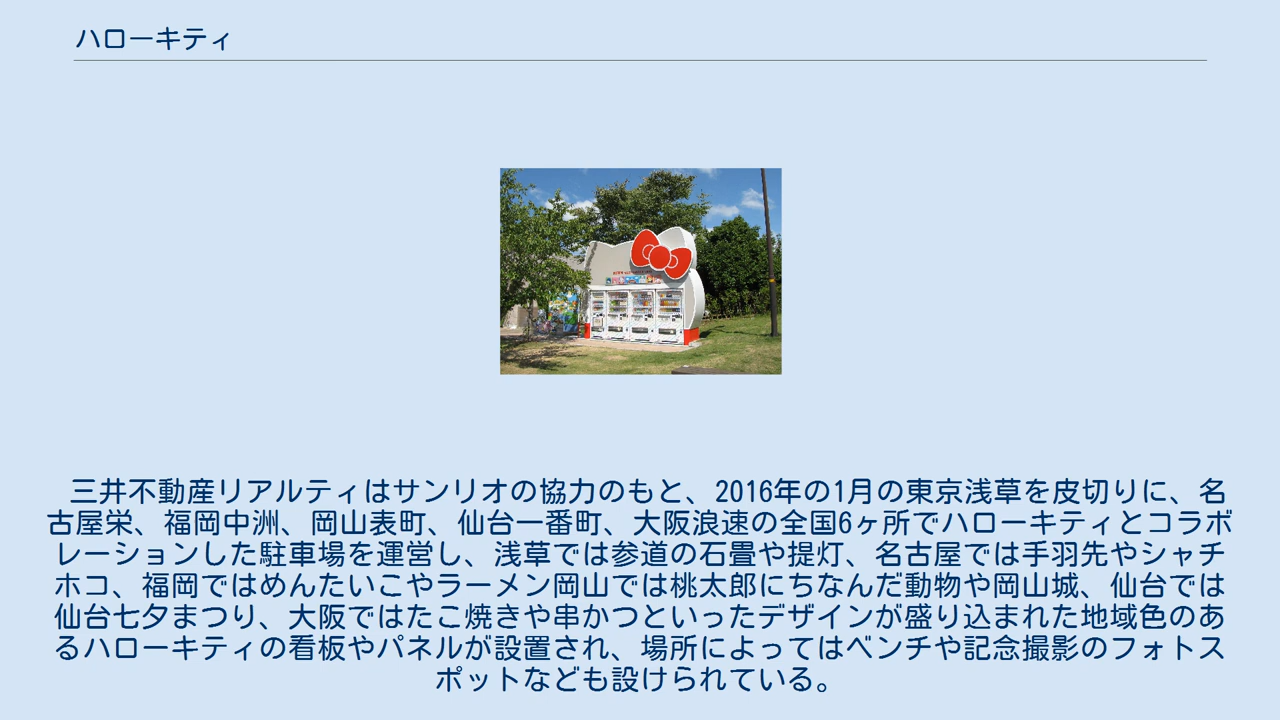 ハローキティ
三井不動産リアルティはサンリオの協力のもと、2016年の1月の東京浅草を皮切りに、名
古屋栄、福岡中洲、岡山表町、仙台一番町、大阪浪速の全国6ヶ所でハローキティとコラボ
レーションした駐車場を運営し、浅草では参道の石畳や提灯、名古屋では手羽先やシャチ
ホコ、福岡ではめんたいこやラーメン岡山では桃太郎にちなんだ動物や岡山城、仙台では
仙台七夕まつり、大阪ではたこ焼きや串かつといったデザインが盛り込まれた地域色のあ
るハローキティの看板やパネルが設置され、場所によってはベンチや記念撮影のフォトス
ポットなども設けられている。